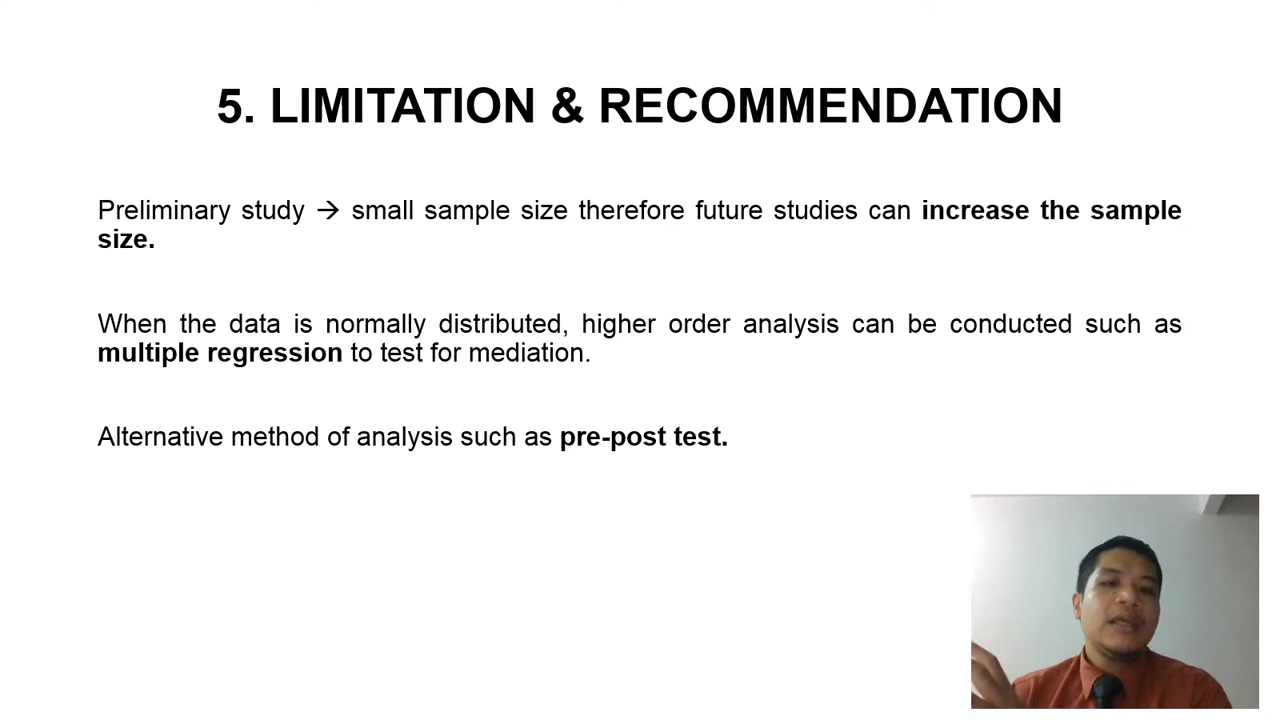 5. LIMITATION & RECOMMENDATION
Preliminary study → small sample size therefore future studies can increase the sample
size.
When the data is normally distributed, higher order analysis can be conducted such as
multiple regression to test for mediation.
Alternative method of analysis such as pre-post test.